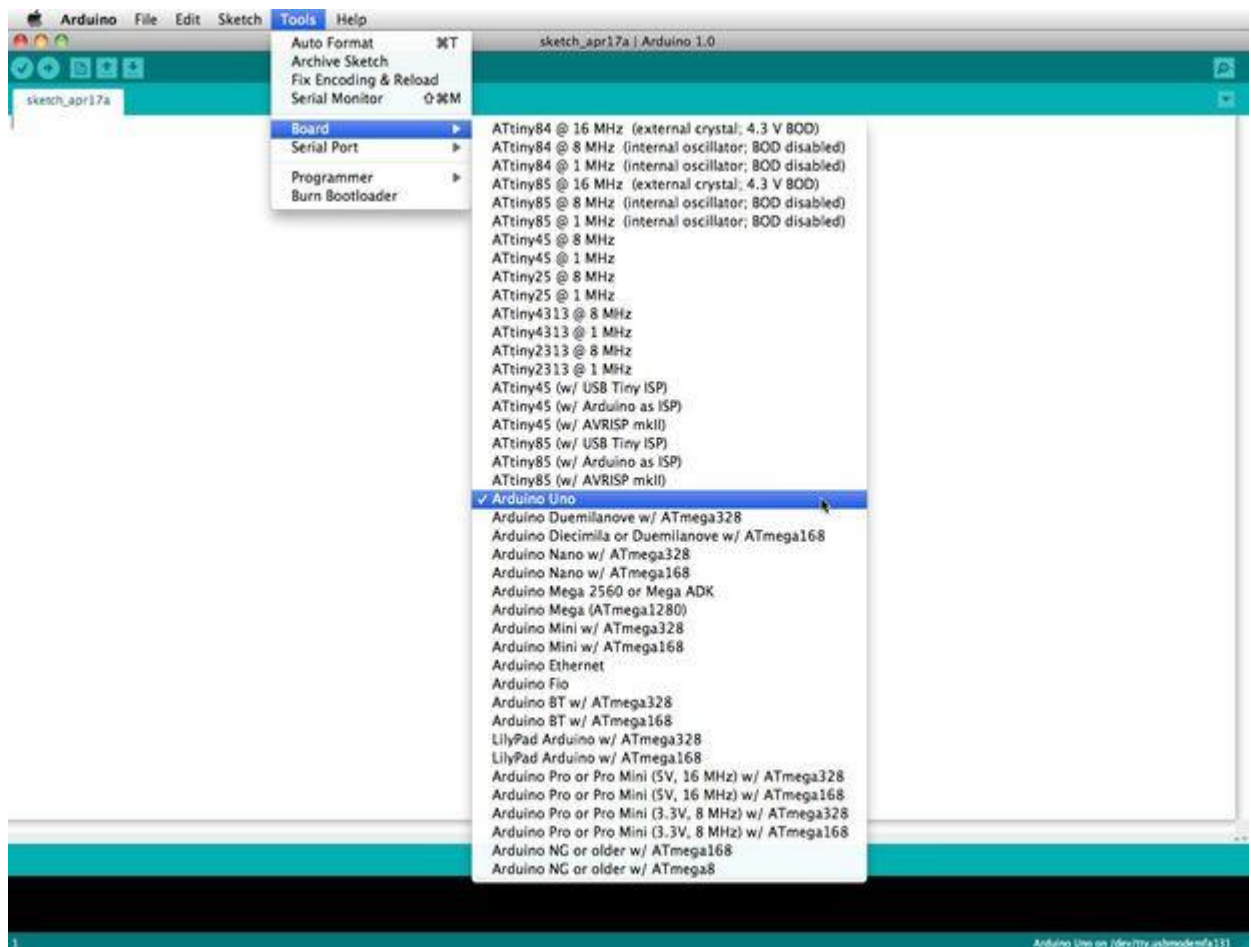 Arduino File Edit Sketch Tools Help
sketch_apr17a | Arduino 1.0
sketch_apr17a
Auto Format ⌘T
Archive Sketch
Fix Encoding & Reload
Serial Monitor ⇧⌘M
Board
Serial Port
Programmer
Burn Bootloader
ATtiny84 @ 16 MHz (external crystal; 4.3 V BOD)
ATtiny84 @ 8 MHz (internal oscillator; BOD disabled)
ATtiny84 @ 1 MHz (internal oscillator; BOD disabled)
ATtiny85 @ 16 MHz (external crystal; 4.3 V BOD)
ATtiny85 @ 8 MHz (internal oscillator; BOD disabled)
ATtiny85 @ 1 MHz (internal oscillator; BOD disabled)
ATtiny45 @ 8 MHz
ATtiny45 @ 1 MHz
ATtiny25 @ 8 MHz
ATtiny25 @ 1 MHz
ATtiny4313 @ 8 MHz
ATtiny4313 @ 1 MHz
ATtiny2313 @ 8 MHz
ATtiny2313 @ 1 MHz
ATtiny45 (w/ USB Tiny ISP)
ATtiny45 (w/ Arduino as ISP)
ATtiny45 (w/ AVRISP mkII)
ATtiny85 (w/ USB Tiny ISP)
ATtiny85 (w/ Arduino as ISP)
ATtiny85 (w/ AVRISP mkII)
✓ Arduino Uno
Arduino Duemilanove w/ ATmega328
Arduino Diecimila or Duemilanove w/ ATmega168
Arduino Nano w/ ATmega328
Arduino Nano w/ ATmega168
Arduino Mega 2560 or Mega ADK
Arduino Mega (ATmega1280)
Arduino Mini w/ ATmega328
Arduino Mini w/ ATmega168
Arduino Ethernet
Arduino Fio
Arduino BT w/ ATmega328
Arduino BT w/ ATmega168
LilyPad Arduino w/ ATmega328
LilyPad Arduino w/ ATmega168
Arduino Pro or Pro Mini (5V, 16 MHz) w/ ATmega328
Arduino Pro or Pro Mini (5V, 16 MHz) w/ ATmega168
Arduino Pro or Pro Mini (3.3V, 8 MHz) w/ ATmega328
Arduino Pro or Pro Mini (3.3V, 8 MHz) w/ ATmega168
Arduino NG or older w/ ATmega168
Arduino NG or older w/ ATmega8
1
Arduino Uno on /dev/tty.usbmodemfa131